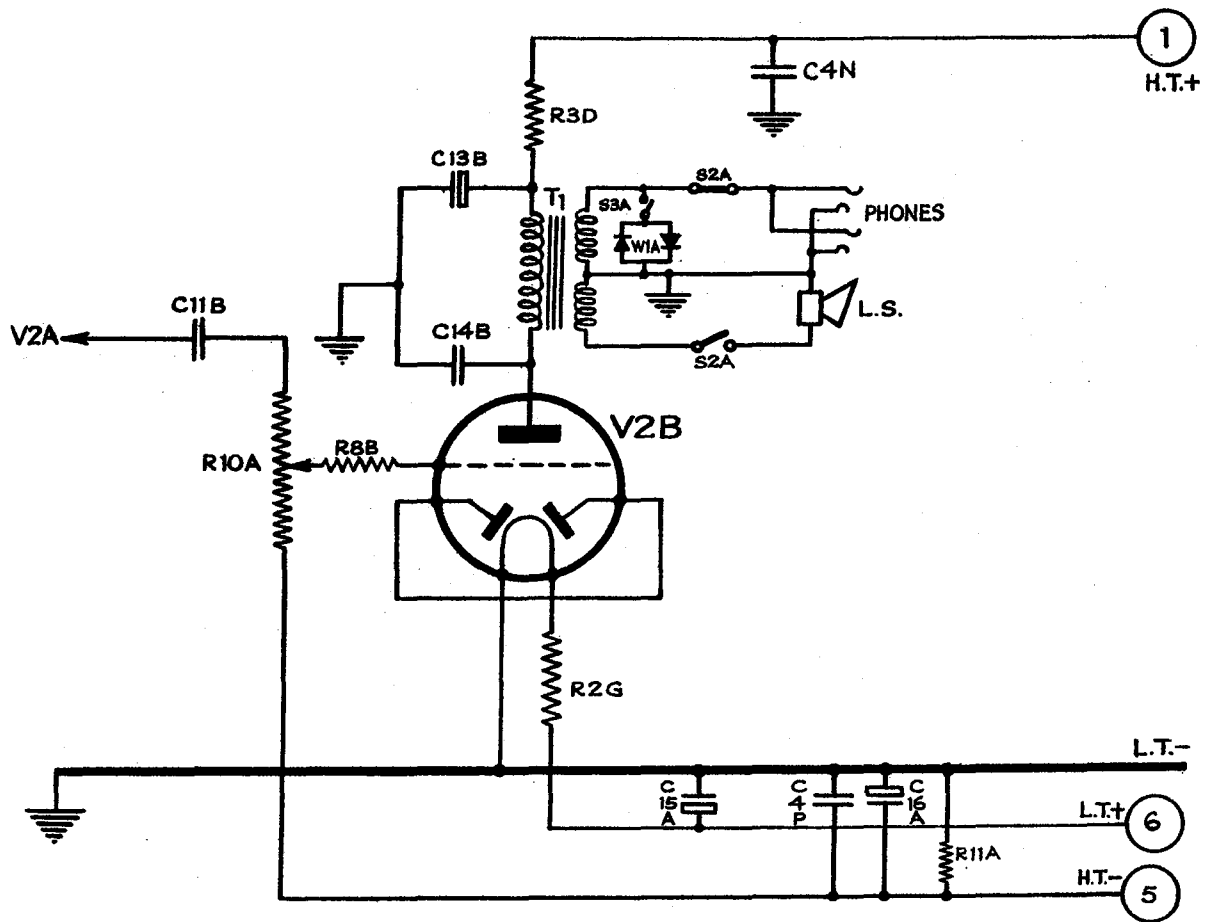 1
H.T.+
C4N
R3D
C13B
T1
S2A
S3A
PHONES
W1A
C11B
V2A
C14B
L.S.
S2A
V2B
R8B
R10A
R2G
L.T.-
C
15
A
C
4
P
C
16
A
L.T.+
6
R11A
H.T.-
5